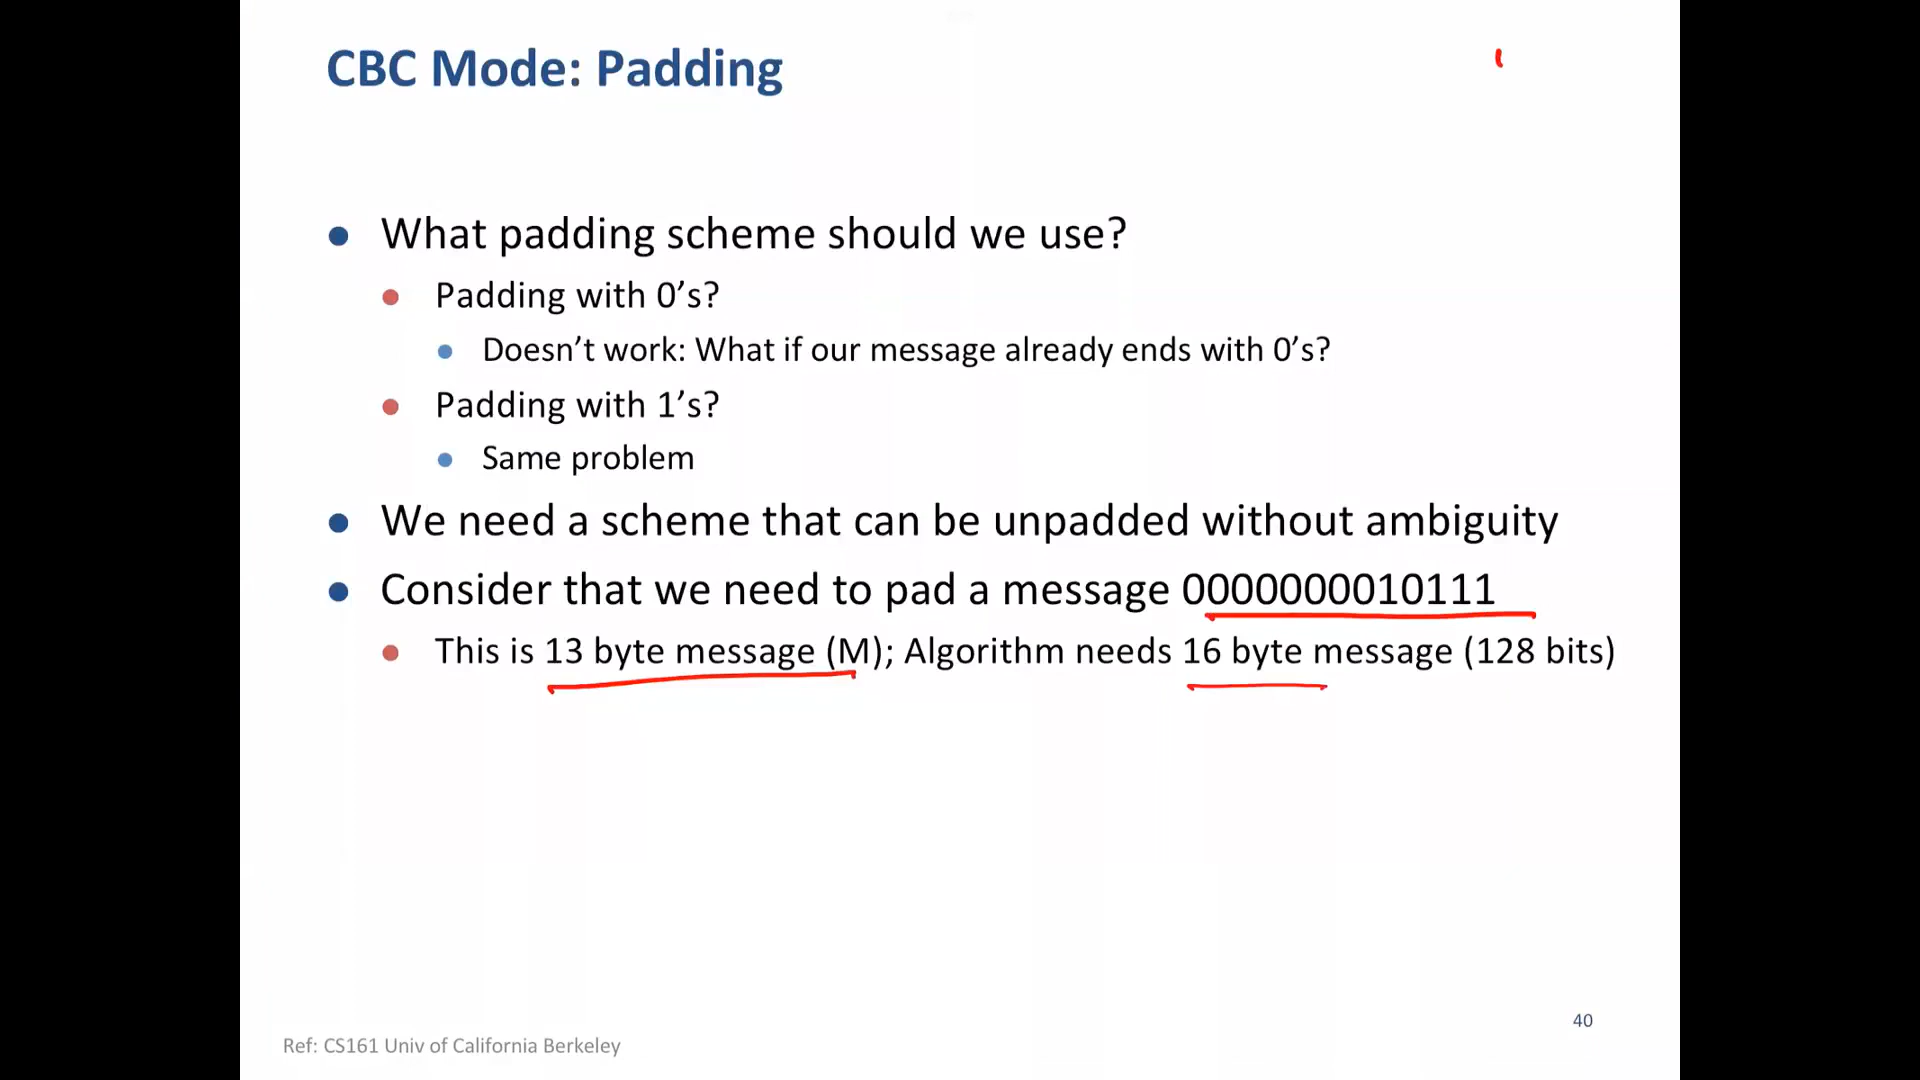 CBC Mode: Padding
What padding scheme should we use?
Padding with 0’s?
Doesn’t work: What if our message already ends with 0’s?
Padding with 1’s?
Same problem
We need a scheme that can be unpadded without ambiguity
Consider that we need to pad a message 0000000010111
This is 13 byte message (M); Algorithm needs 16 byte message (128 bits)
40
Ref: CS161 Univ of California Berkeley